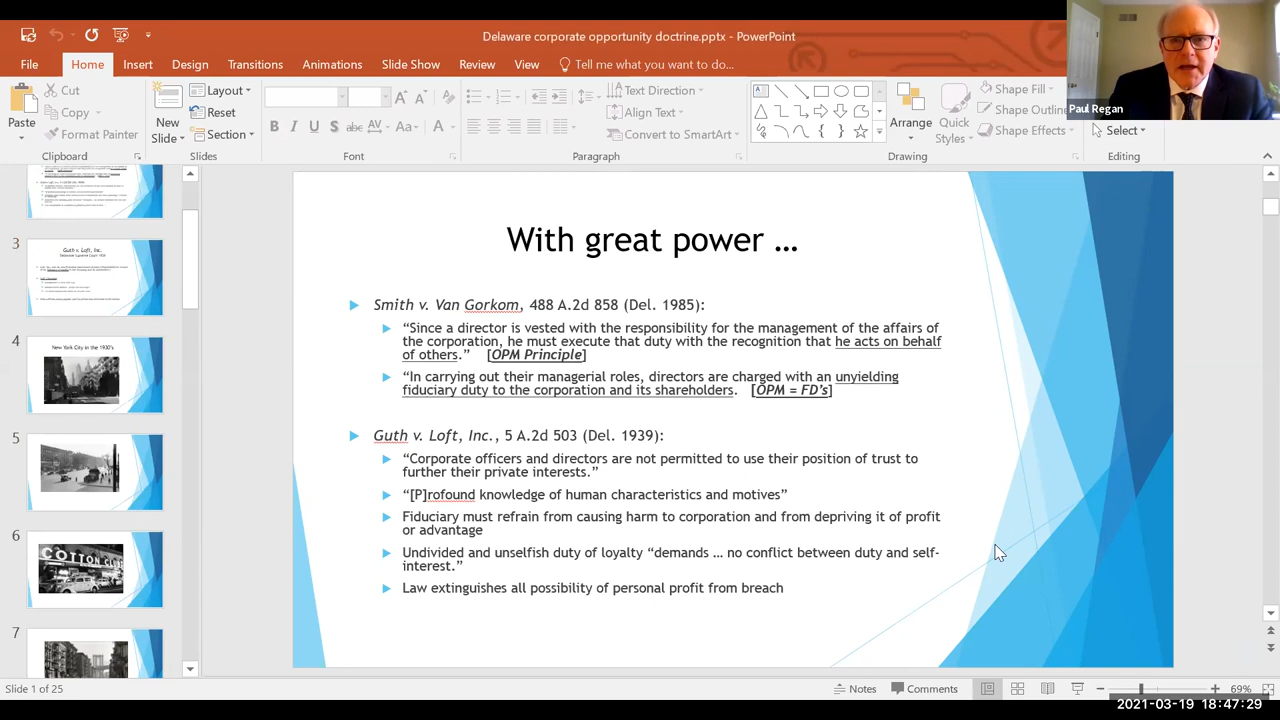 Delaware corporate opportunity doctrine.pptx - PowerPoint
File Home Insert Design Transitions Animations Slide Show Review View Tell me what you want to do...
Paul Regan
Paste
Cut
Copy
Format Painter
Clipboard
New
Slide
Layout
Reset
Section
Slides
B I U S abc AV Aa A
Font
Text Direction
Align Text
Convert to SmartArt
Paragraph
Arrange
Quick
Styles
Shape Fill
Shape Outline
Shape Effects
Drawing
Select
Editing
3
Guth v. Loft, Inc.
4
New York City in the 1930's
5
6
COTTON CLUB
7
With great power …
Smith v. Van Gorkom, 488 A.2d 858 (Del. 1985):
“Since a director is vested with the responsibility for the management of the affairs of
the corporation, he must execute that duty with the recognition that he acts on behalf
of others.” [OPM Principle]
“In carrying out their managerial roles, directors are charged with an unyielding
fiduciary duty to the corporation and its shareholders. [OPM = FD’s]
Guth v. Loft, Inc., 5 A.2d 503 (Del. 1939):
“Corporate officers and directors are not permitted to use their position of trust to
further their private interests.”
“[P]rofound knowledge of human characteristics and motives”
Fiduciary must refrain from causing harm to corporation and from depriving it of profit
or advantage
Undivided and unselfish duty of loyalty “demands … no conflict between duty and self-
interest.”
Law extinguishes all possibility of personal profit from breach
Slide 1 of 25
Notes
Comments
69%
2021-03-19 18:47:29